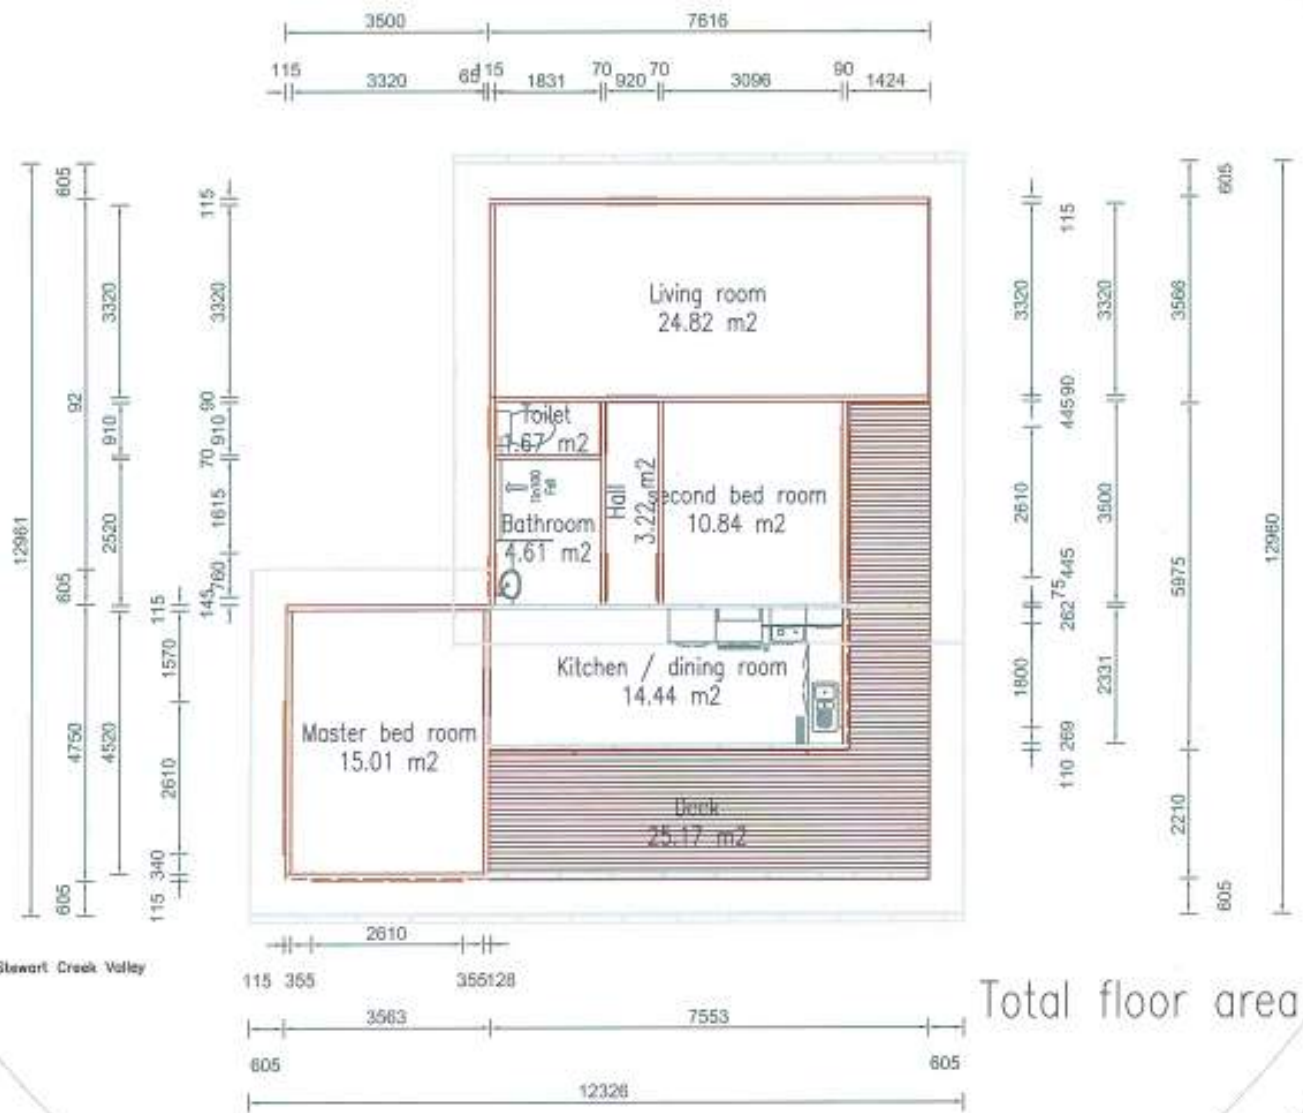 3500 7616
115 3320 65 115 1831 70 920 70 3096 90 1424
605 92 605 4750 605
12961
3320 910 2520 4520
115 3320 90 910 70 1615 760 145
115 1570 2610 340 115
Living room
24.82 m2
Toilet
1.67 m2
Fall
Bathroom
4.61 m2
Hall
3.22 m2
second bed room
10.84 m2
Kitchen / dining room
14.44 m2
Master bed room
15.01 m2
Deck
25.17 m2
3320 2610 1800
115 90 445 445 75 262 269 110
3320 3500 2331
3566 5975 2210
605 605
12960
2610
115 355 355 128
Stewart Creek Valley
Total floor area
3563 7553
605 605
12326